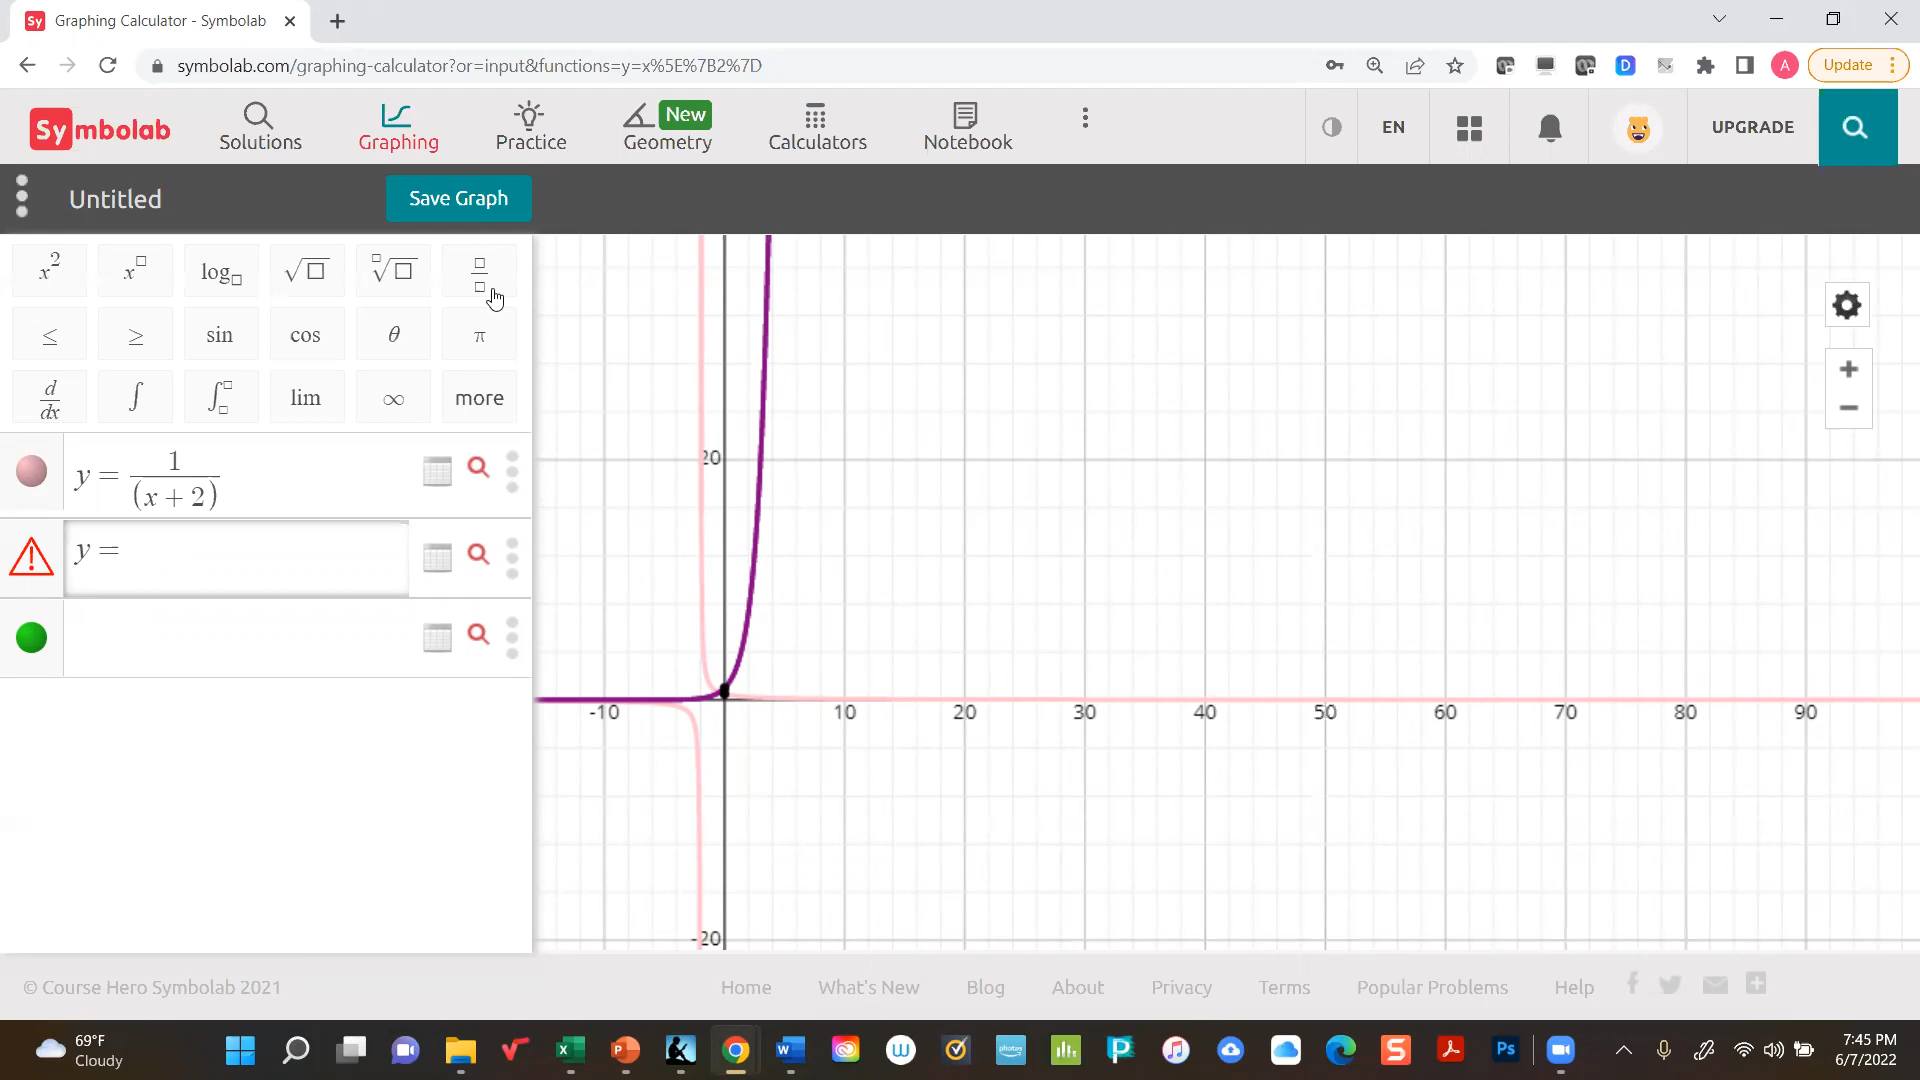 Sy Graphing Calculator - Symbolab
symbolab.com/graphing-calculator?or=input&functions=y=x%5E%7B2%7D
D
A
Update
Symbolab
Solutions
Graphing
Practice
New
Geometry
Calculators
Notebook
EN
UPGRADE
Untitled
Save Graph
x² x□ log□ √□ □√□ □/□
≤ ≥ sin cos θ π
d/dx ∫ ∫□□ lim ∞ more
y = 1/(x + 2)
y =
20
-10 10 20 30 40 50 60 70 80 90
-20
© Course Hero Symbolab 2021
Home What's New Blog About Privacy Terms Popular Problems Help
69°F
Cloudy
photos
Ps
7:45 PM
6/7/2022